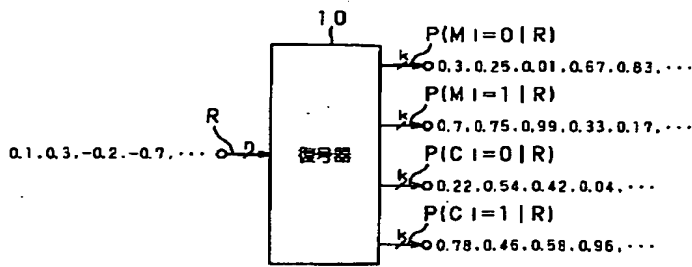 10
P(Mi=0|R)
k
0.3,0.25,0.01,0.67,0.83,···
P(Mi=1|R)
k
0.7,0.75,0.99,0.33,0.17,···
R
n
0.1,0.3,-0.2,-0.7,···
復号器
P(Ci=0|R)
k
0.22,0.54,0.42,0.04,···
P(Ci=1|R)
k
0.78,0.46,0.58,0.96,···